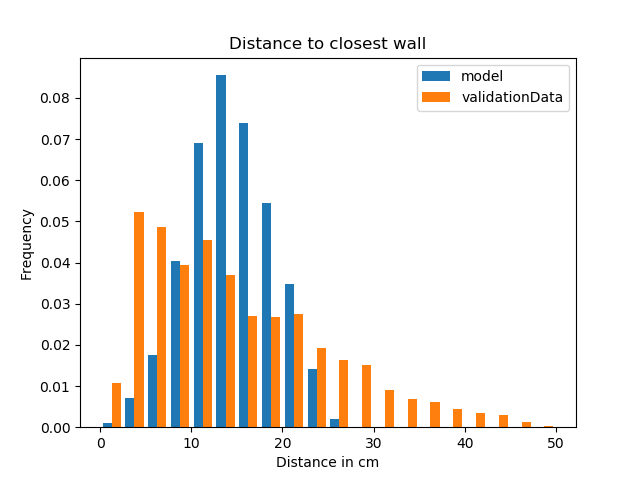 Distance to closest wall
model
validationData
0.08
0.07
0.06
0.05
0.04
0.03
0.02
0.01
0.00
Frequency
0 10 20 30 40 50
Distance in cm